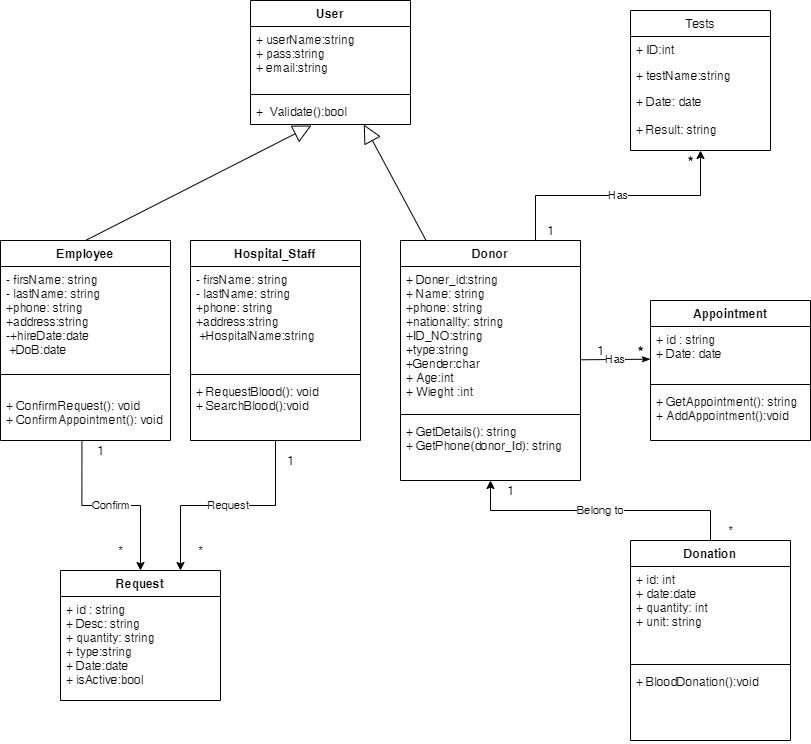 User
+ userName:string
+ pass:string
+ email:string
+ Validate():bool
Tests
+ ID:int
+ testName:string
+ Date: date
+ Result: string
*
Has
1
Employee
- firsName: string
- lastName: string
+phone: string
+address:string
-+hireDate:date
+DoB:date
+ ConfirmRequest(): void
+ ConfirmAppointment(): void
Hospital_Staff
- firsName: string
- lastName: string
+phone: string
+address:string
+HospitalName:string
+ RequestBlood(): void
+ SearchBlood():void
Donor
+ Doner_id:string
+ Name: string
+ phone: string
+nationallty: string
+ID_NO:string
+type:string
+Gender:char
+ Age:int
+ Wieght :int
+ GetDetails(): string
+ GetPhone(donor_Id): string
1
Has
*
Appointment
+ id : string
+ Date: date
+ GetAppointment(): string
+ AddAppointment():void
1
Confirm
*
1
Request
*
1
Belong to
*
Request
+ id : string
+ Desc: string
+ quantity: string
+ type:string
+ Date:date
+ isActive:bool
Donation
+ id: int
+ date:date
+ quantity: int
+ unit: string
+ BloodDonation():void